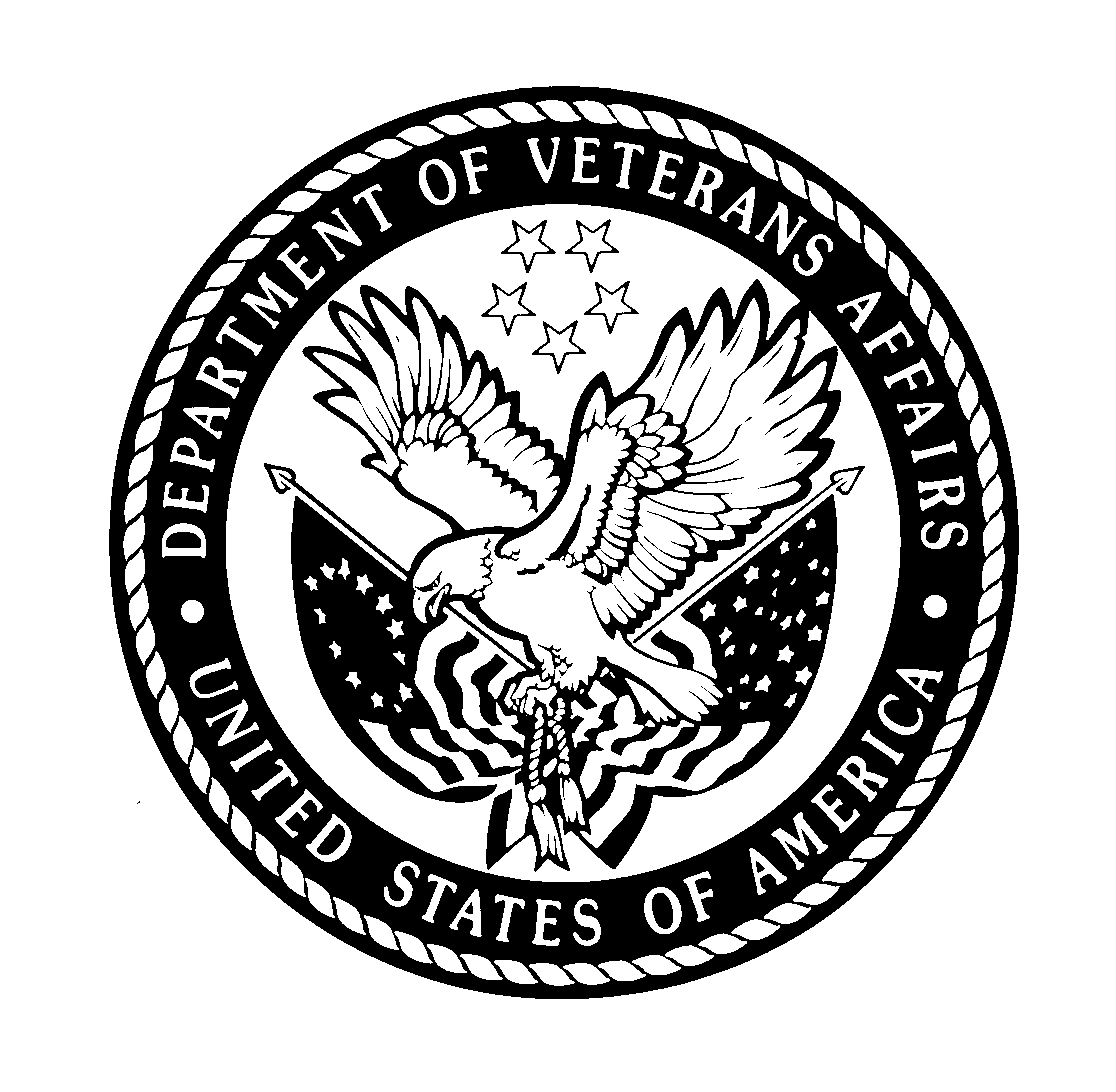 DEPARTMENT OF VETERANS AFFAIRS
UNITED STATES OF AMERICA